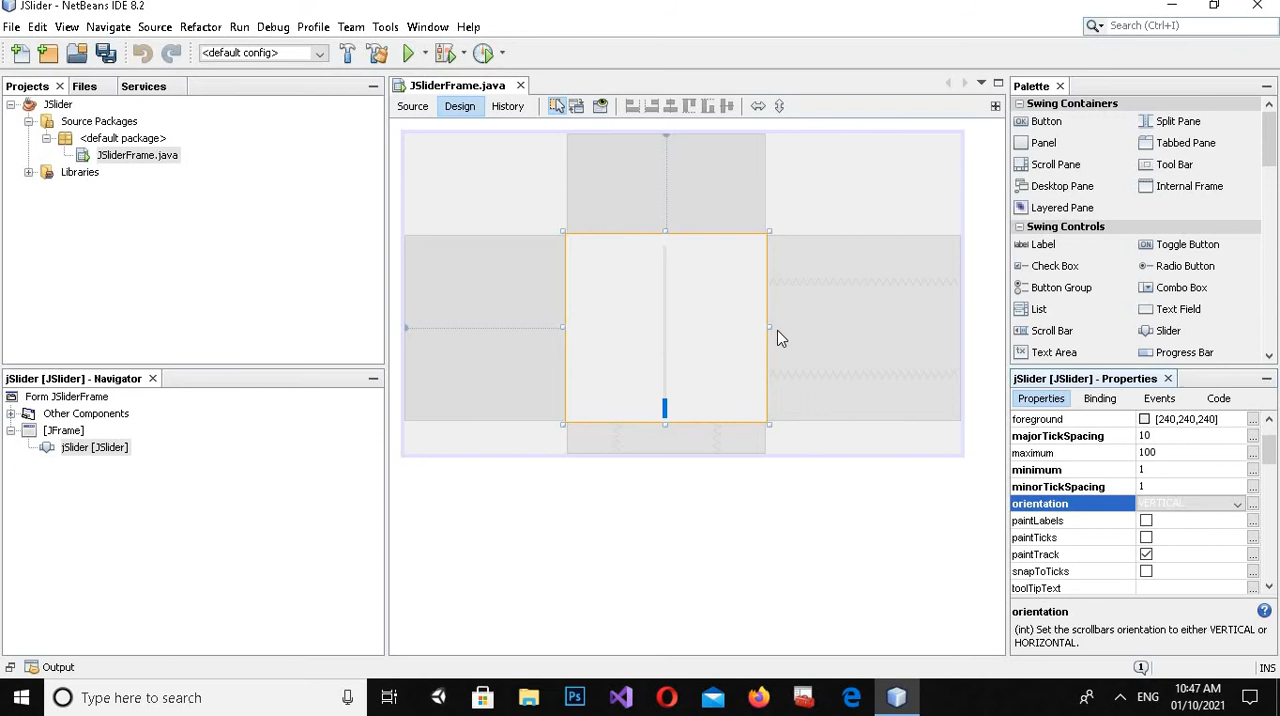 JSlider - NetBeans IDE 8.2
File Edit View Navigate Source Refactor Run Debug Profile Team Tools Window Help
Search (Ctrl+I)
<default config>
Projects Files Services
JSliderFrame.java
Palette
Source Design History
JSlider
Source Packages
<default package>
JSliderFrame.java
Libraries
Swing Containers
Button Split Pane
Panel Tabbed Pane
Scroll Pane Tool Bar
Desktop Pane Internal Frame
Layered Pane
Swing Controls
Label Toggle Button
Check Box Radio Button
Button Group Combo Box
List Text Field
Scroll Bar Slider
Text Area Progress Bar
jSlider [JSlider] - Navigator
Form JSliderFrame
Other Components
[JFrame]
jSlider [JSlider]
jSlider [JSlider] - Properties
Properties Binding Events Code
foreground [240,240,240]
majorTickSpacing 10
maximum 100
minimum 1
minorTickSpacing 1
orientation VERTICAL
paintLabels
paintTicks
paintTrack
snapToTicks
toolTipText
orientation
(int) Set the scrollbars orientation to either VERTICAL or
HORIZONTAL.
Output
1 INS
Type here to search
ENG
10:47 AM
01/10/2021